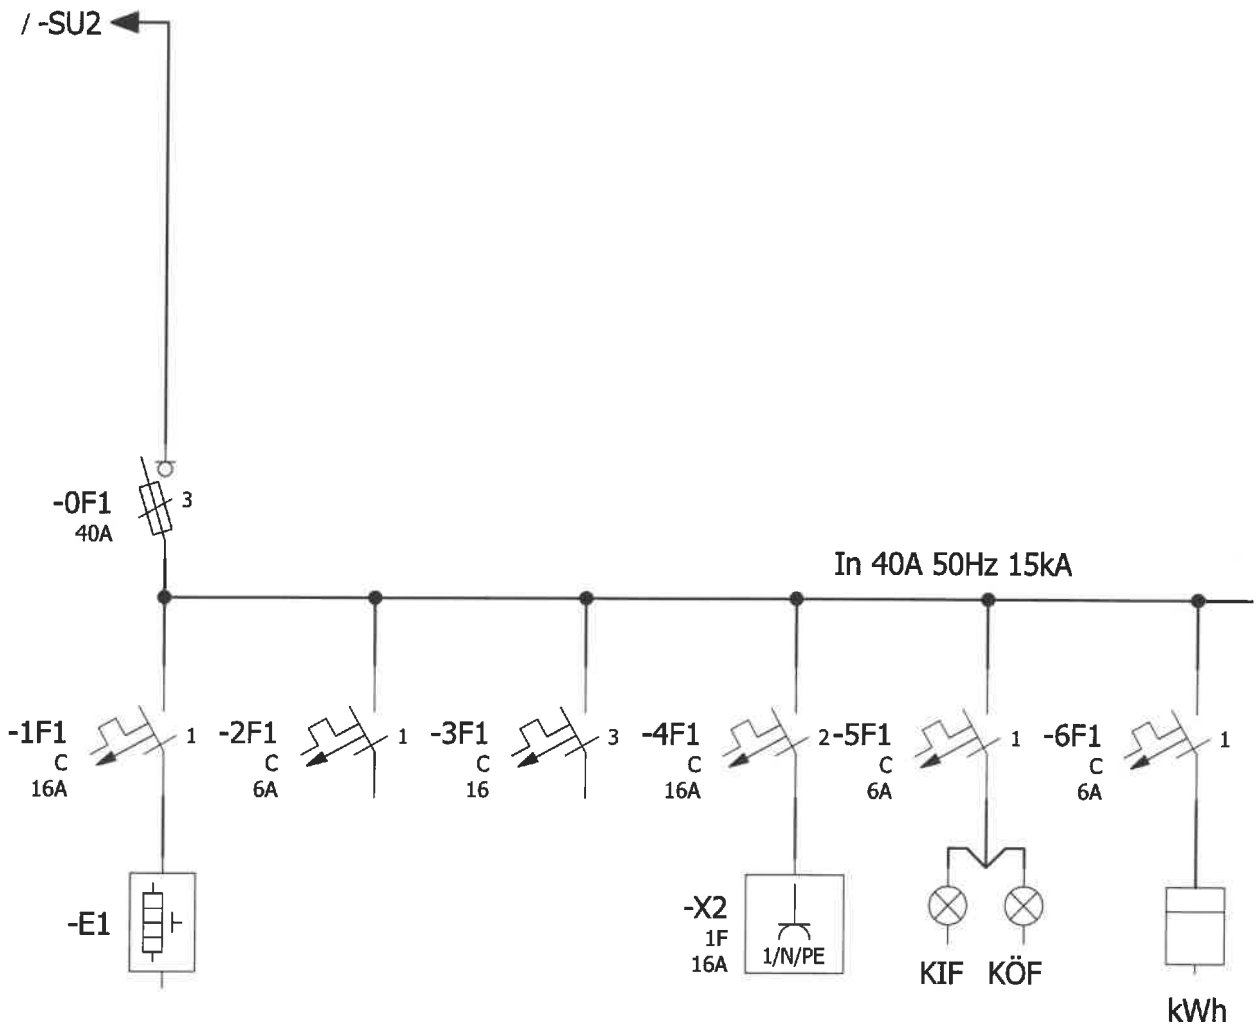 / -SU2
-0F1
3
40A
In 40A 50Hz 15kA
-1F1
1
C
16A
-2F1
1
C
6A
-3F1
3
C
16
-4F1
2
C
16A
-5F1
1
C
6A
-6F1
1
C
6A
-E1
-X2
1F
16A
1/N/PE
KIF
KÖF
kWh